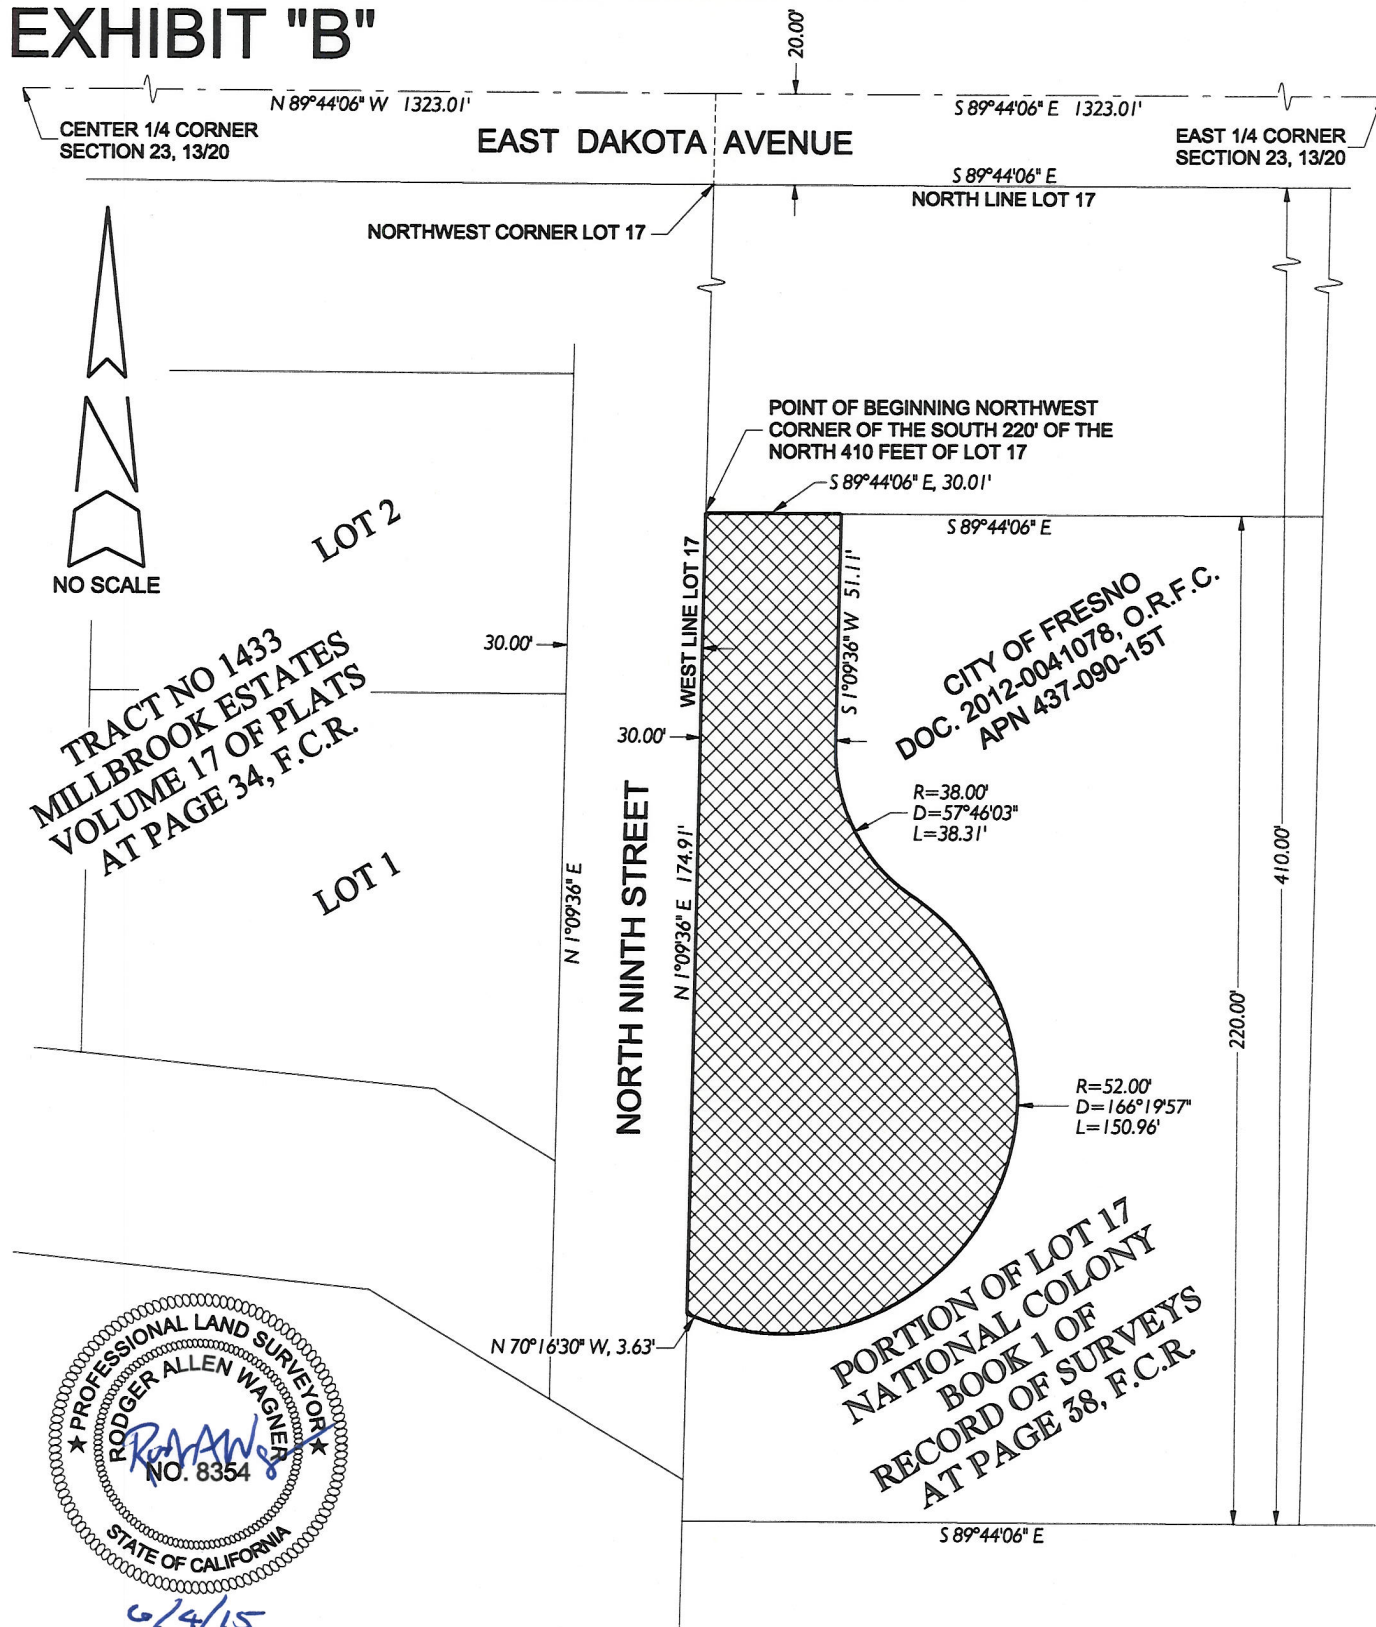 EXHIBIT "B"
20.00'
N 89°44'06" W 1323.01'
S 89°44'06" E 1323.01'
CENTER 1/4 CORNER
SECTION 23, 13/20
EAST DAKOTA AVENUE
EAST 1/4 CORNER
SECTION 23, 13/20
S 89°44'06" E
NORTH LINE LOT 17
NORTHWEST CORNER LOT 17
N
NO SCALE
POINT OF BEGINNING NORTHWEST
CORNER OF THE SOUTH 220' OF THE
NORTH 410 FEET OF LOT 17
S 89°44'06" E, 30.01'
S 89°44'06" E
LOT 2
WEST LINE LOT 17
S 1°09'36" W 51.11'
CITY OF FRESNO
DOC. 2012-0041078, O.R.F.C.
APN 437-090-15T
30.00'
30.00'
TRACT NO 1433
MILLBROOK ESTATES
VOLUME 17 OF PLATS
AT PAGE 34, F.C.R.
R=38.00'
D=57°46'03"
L=38.31'
LOT 1
N 1°09'36" E
NORTH NINTH STREET
N 1°09'36" E 174.91'
410.00'
220.00'
R=52.00'
D=166°19'57"
L=150.96'
N 70°16'30" W, 3.63'
PORTION OF LOT 17
NATIONAL COLONY
BOOK 1 OF
RECORD OF SURVEYS
AT PAGE 38, F.C.R.
S 89°44'06" E
PROFESSIONAL LAND SURVEYOR
RODGER ALLEN WAGNER
NO. 8354
STATE OF CALIFORNIA
6/4/15